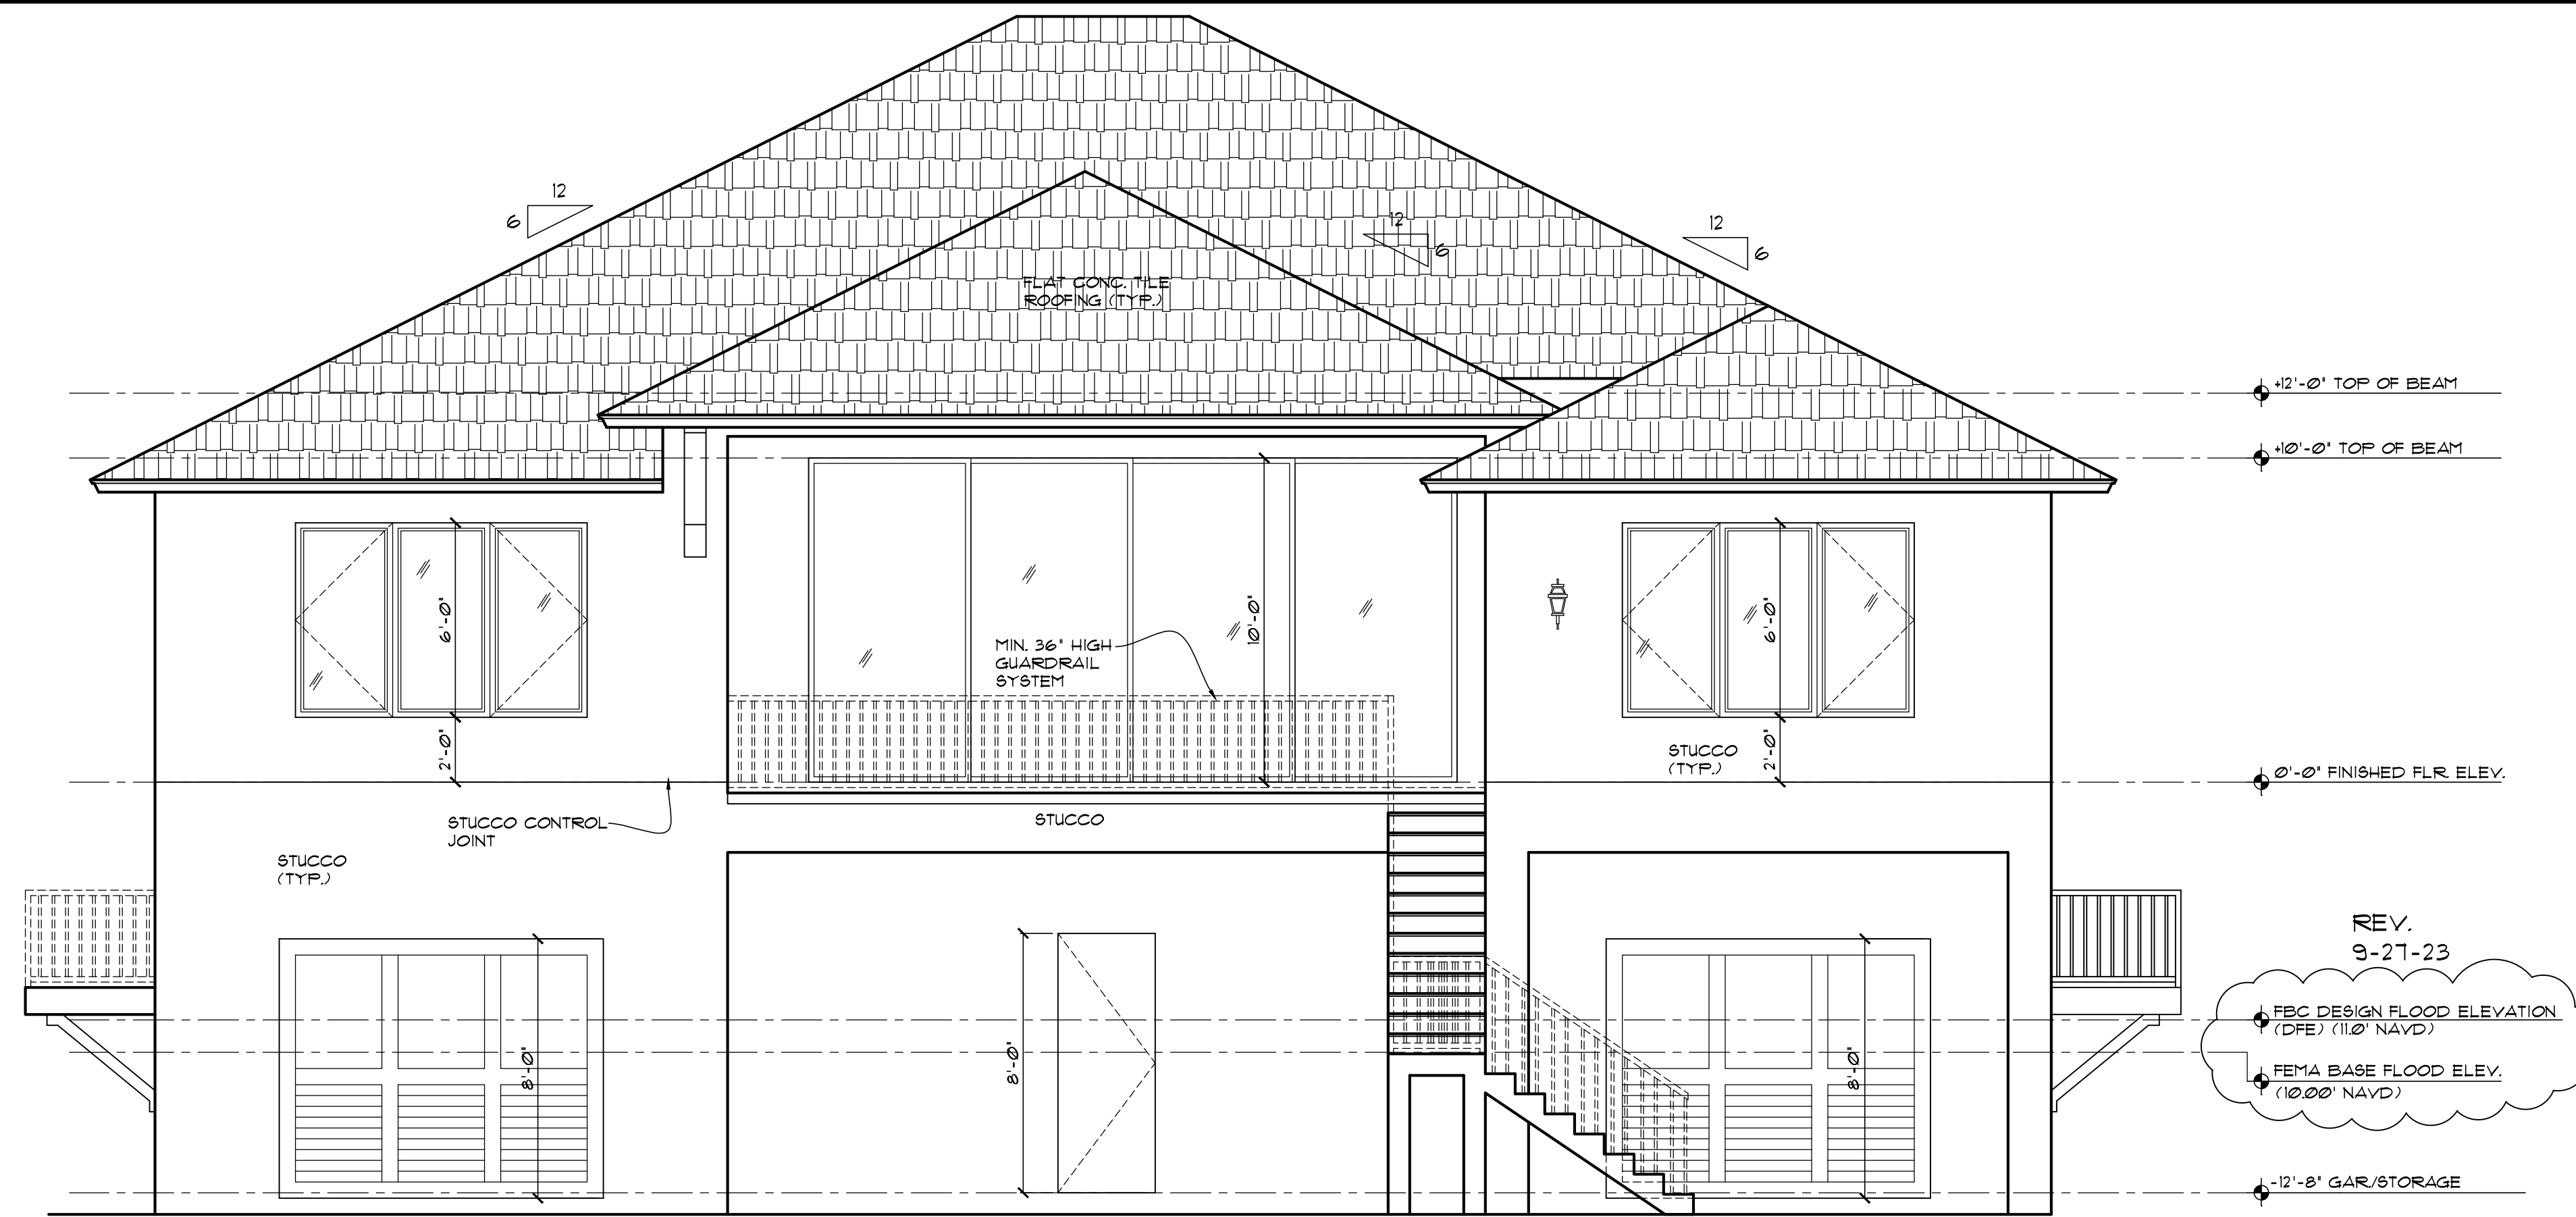 12
6
12
6
12
6
FLAT CONC. TILE
ROOFING (TYP.)
+12'-0" TOP OF BEAM
+10'-0" TOP OF BEAM
6'-0"
2'-0"
MIN. 36" HIGH
GUARDRAIL
SYSTEM
10'-0"
6'-0"
2'-0"
STUCCO
(TYP.)
0'-0" FINISHED FLR. ELEV.
STUCCO CONTROL
JOINT
STUCCO
STUCCO
(TYP.)
REV.
9-27-23
FBC DESIGN FLOOD ELEVATION
(DFE) (11.0' NAVD)
FEMA BASE FLOOD ELEV.
(10.00' NAVD)
8'-0"
8'-0"
8'-0"
-12'-8" GAR./STORAGE